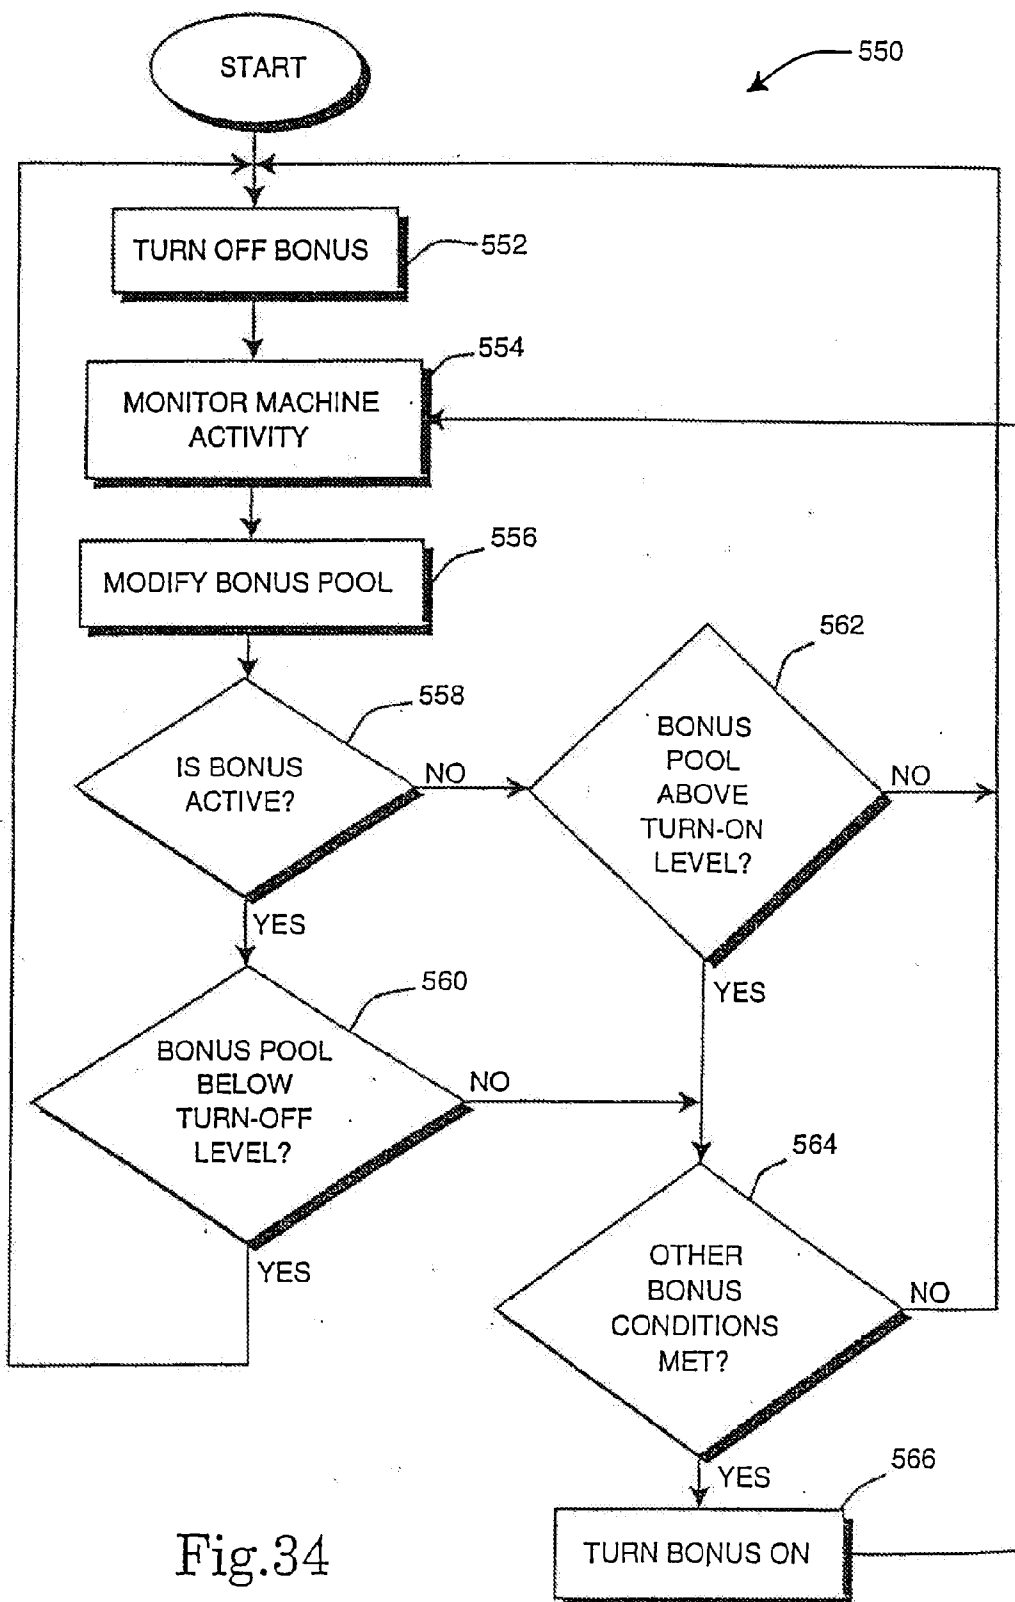 START
550
TURN OFF BONUS
552
554
MONITOR MACHINE
ACTIVITY
556
MODIFY BONUS POOL
558
IS BONUS
ACTIVE?
NO
YES
562
BONUS
POOL
ABOVE
TURN-ON
LEVEL?
NO
YES
560
BONUS POOL
BELOW
TURN-OFF
LEVEL?
NO
YES
564
OTHER
BONUS
CONDITIONS
MET?
NO
YES
566
TURN BONUS ON
Fig.34